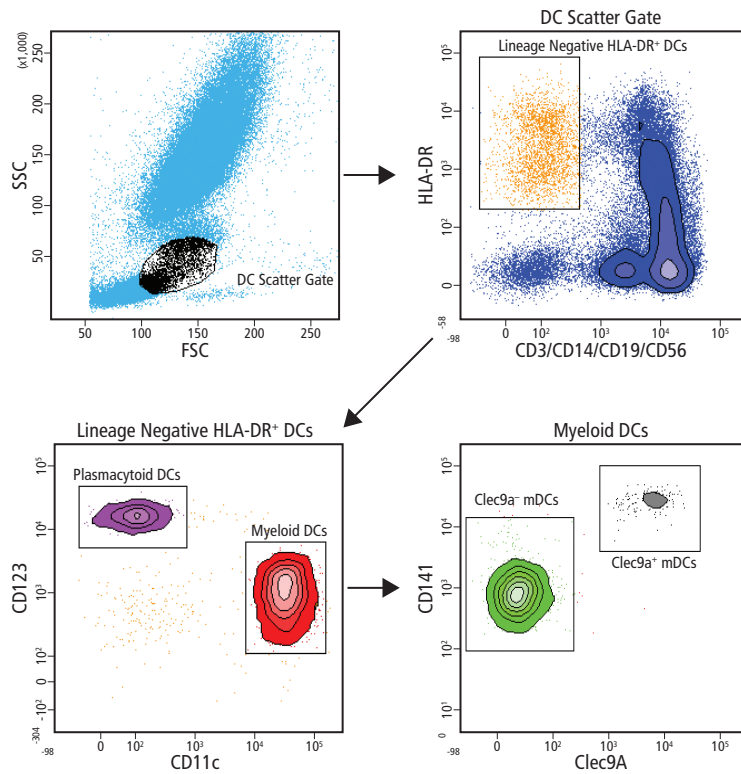 (x1,000)
250
200
150
100
50
SSC
DC Scatter Gate
50
100
150
200
250
FSC
DC Scatter Gate
Lineage Negative HLA-DR⁺ DCs
10⁵
10⁴
10³
10²
0
-58
HLA-DR
-98
0
10²
10³
10⁴
10⁵
CD3/CD14/CD19/CD56
Lineage Negative HLA-DR⁺ DCs
Plasmacytoid DCs
Myeloid DCs
10⁵
10⁴
10³
10²
0
-10²
-304
CD123
-98
0
10²
10³
10⁴
10⁵
CD11c
Myeloid DCs
Clec9a⁻ mDCs
Clec9a⁺ mDCs
10⁵
10⁴
10³
10²
10¹
0
CD141
-98
0
10²
10³
10⁴
10⁵
Clec9A